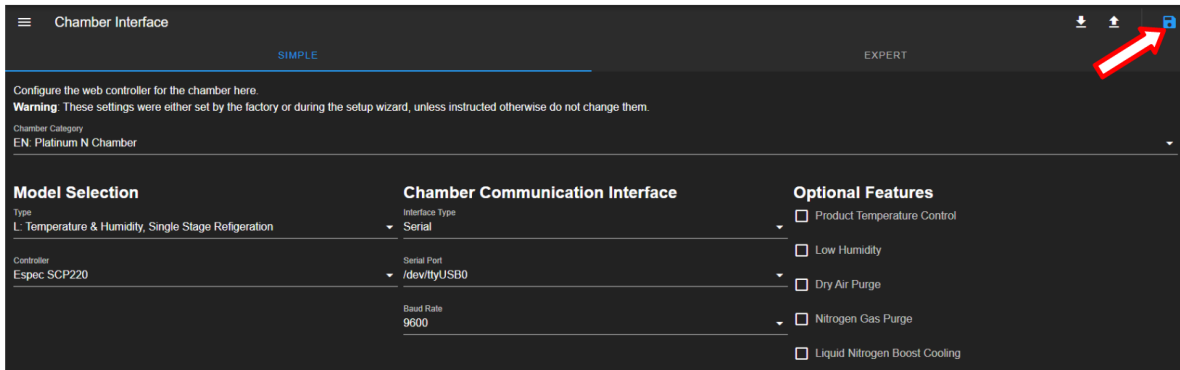 Chamber Interface
SIMPLE
EXPERT
Configure the web controller for the chamber here.
Warning: These settings were either set by the factory or during the setup wizard, unless instructed otherwise do not change them.
Chamber Category
EN: Platinum N Chamber
Model Selection
Type
L: Temperature & Humidity, Single Stage Refigeration
Controller
Espec SCP220
Chamber Communication Interface
Interface Type
Serial
Serial Port
/dev/ttyUSB0
Baud Rate
9600
Optional Features
Product Temperature Control
Low Humidity
Dry Air Purge
Nitrogen Gas Purge
Liquid Nitrogen Boost Cooling